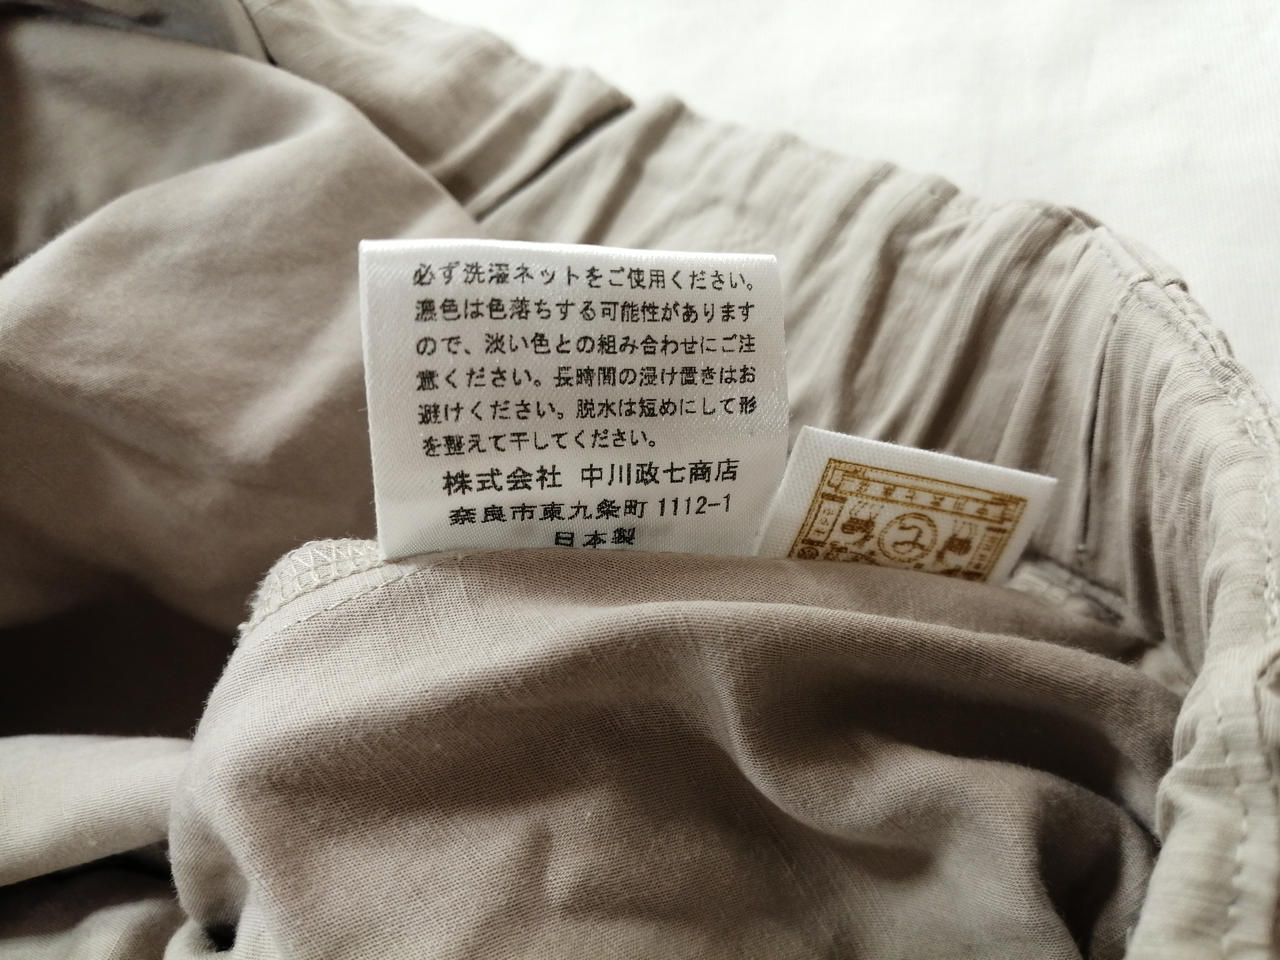 必ず洗濯ネットをご使用ください。
濃色は色落ちする可能性があります
ので、淡い色との組み合わせにご注
意ください。長時間の浸け置きはお
避けください。脱水は短めにして形
を整えて干してください。
株式会社 中川政七商店
奈良市東九条町 1112-1
日本製